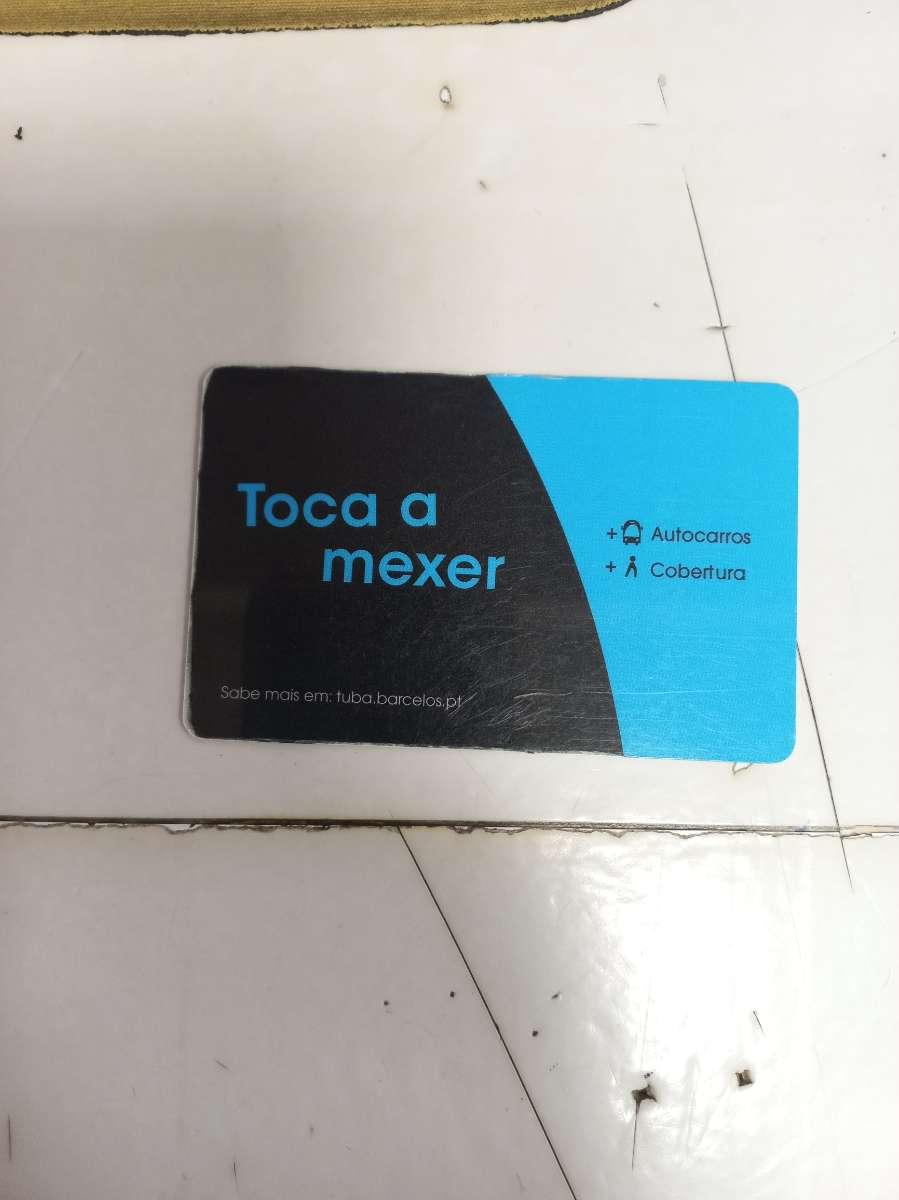 Toca a
mexer
+ Autocarros
+ Cobertura
Sabe mais em: tuba.barcelos.pt